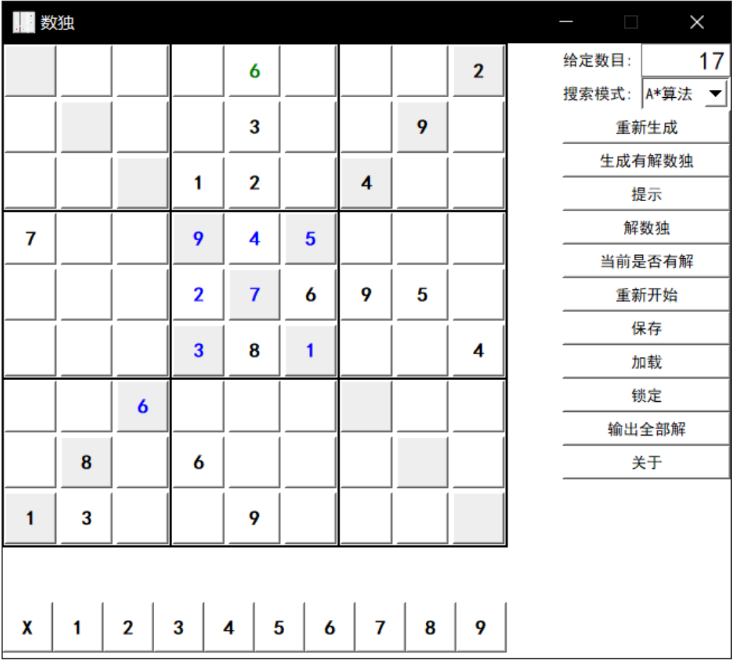 数独
6 2
3 9
1 2 4
7 9 4 5
2 7 6 9 5
3 8 1 4
6
8 6
1 3 9
X 1 2 3 4 5 6 7 8 9
给定数目: 17
搜索模式: A*算法
重新生成
生成有解数独
提示
解数独
当前是否有解
重新开始
保存
加载
锁定
输出全部解
关于